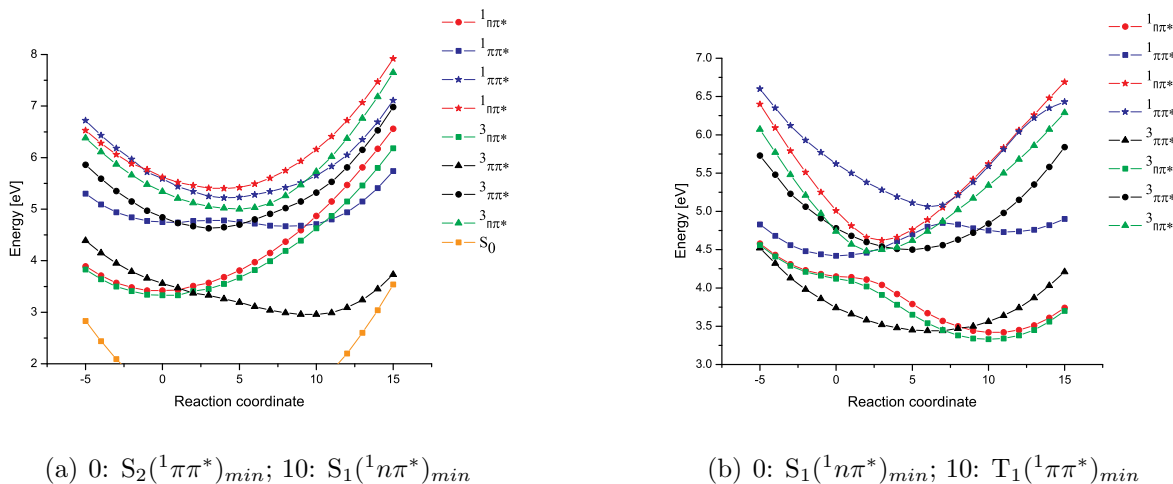 ¹nπ*
¹ππ*
¹ππ*
¹nπ*
³nπ*
³ππ*
³ππ*
³nπ*
S₀
8
7
6
5
4
3
2
Energy [eV]
-5 0 5 10 15
Reaction coordinate
(a) 0: S₂(¹ππ*)min; 10: S₁(¹nπ*)min
¹nπ*
¹ππ*
¹nπ*
¹ππ*
³ππ*
³nπ*
³ππ*
³nπ*
7.0
6.5
6.0
5.5
5.0
4.5
4.0
3.5
3.0
Energy [eV]
-5 0 5 10 15
Reaction coordinate
(b) 0: S₁(¹nπ*)min; 10: T₁(¹ππ*)min